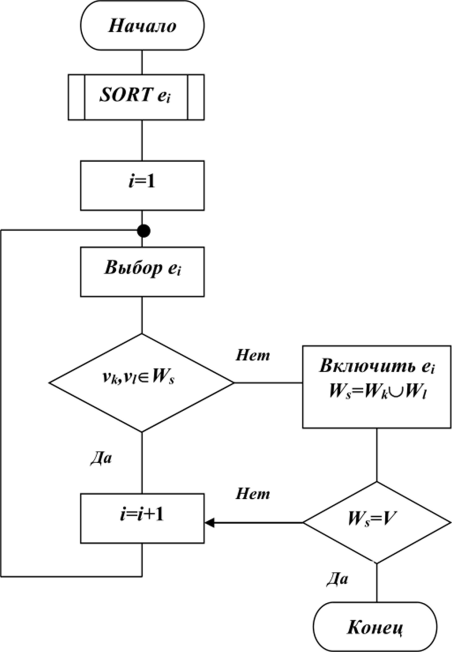 Начало
SORT eᵢ
i=1
Выбор eᵢ
vₖ,vₗ∈Wₛ
Нет
Включить eᵢ
Wₛ=Wₖ∪Wₗ
Да
i=i+1
Нет
Wₛ=V
Да
Конец